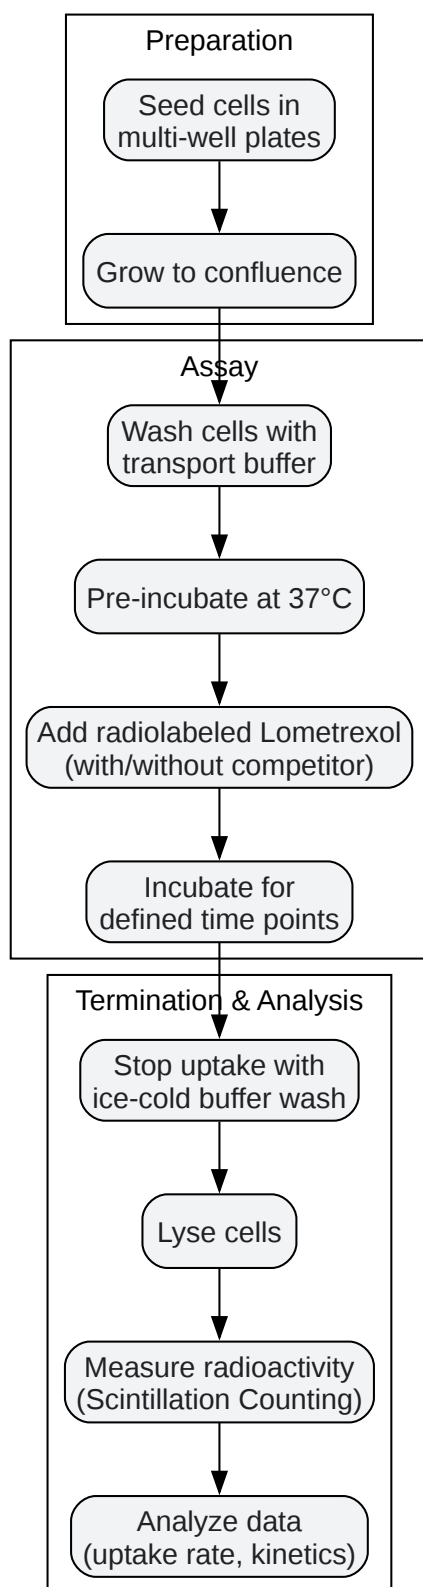 Preparation
Seed cells in
multi-well plates
Grow to confluence
Assay
Wash cells with
transport buffer
Pre-incubate at 37°C
Add radiolabeled Lometrexol
(with/without competitor)
Incubate for
defined time points
Termination & Analysis
Stop uptake with
ice-cold buffer wash
Lyse cells
Measure radioactivity
(Scintillation Counting)
Analyze data
(uptake rate, kinetics)